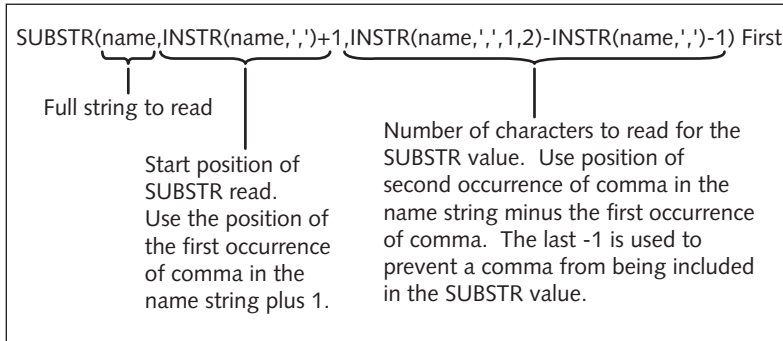 SUBSTR(name,INSTR(name,',')+1,INSTR(name,',',1,2)-INSTR(name,',')-1) First
Full string to read
Start position of
SUBSTR read.
Use the position of
the first occurrence
of comma in the
name string plus 1.
Number of characters to read for the
SUBSTR value. Use position of
second occurrence of comma in the
name string minus the first occurrence
of comma. The last -1 is used to
prevent a comma from being included
in the SUBSTR value.